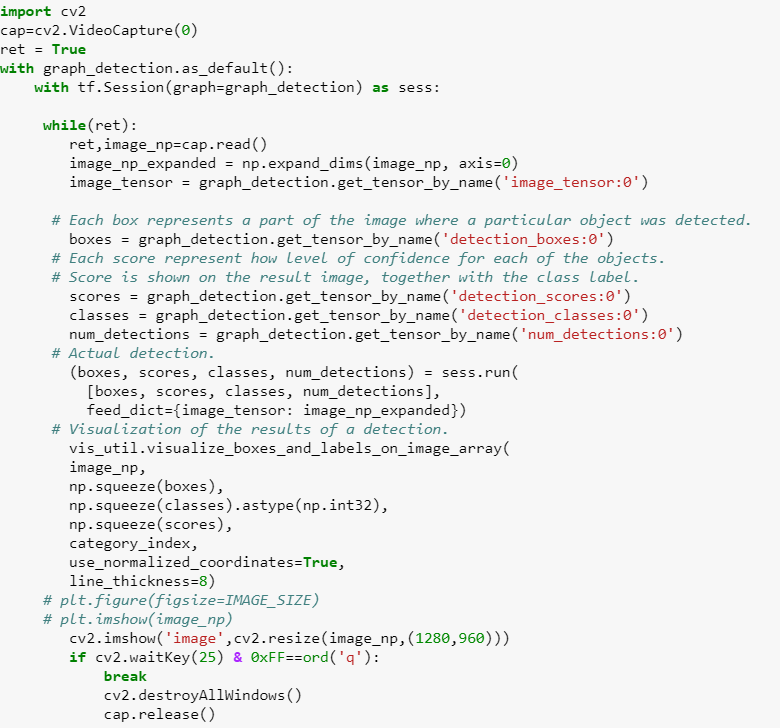 import cv2
cap=cv2.VideoCapture(0)
ret = True
with graph_detection.as_default():
    with tf.Session(graph=graph_detection) as sess:

     while(ret):
        ret,image_np=cap.read()
        image_np_expanded = np.expand_dims(image_np, axis=0)
        image_tensor = graph_detection.get_tensor_by_name('image_tensor:0')

      # Each box represents a part of the image where a particular object was detected.
        boxes = graph_detection.get_tensor_by_name('detection_boxes:0')
      # Each score represent how level of confidence for each of the objects.
      # Score is shown on the result image, together with the class label.
        scores = graph_detection.get_tensor_by_name('detection_scores:0')
        classes = graph_detection.get_tensor_by_name('detection_classes:0')
        num_detections = graph_detection.get_tensor_by_name('num_detections:0')
      # Actual detection.
        (boxes, scores, classes, num_detections) = sess.run(
          [boxes, scores, classes, num_detections],
          feed_dict={image_tensor: image_np_expanded})
      # Visualization of the results of a detection.
        vis_util.visualize_boxes_and_labels_on_image_array(
        image_np,
        np.squeeze(boxes),
        np.squeeze(classes).astype(np.int32),
        np.squeeze(scores),
        category_index,
        use_normalized_coordinates=True,
        line_thickness=8)
     # plt.figure(figsize=IMAGE_SIZE)
     # plt.imshow(image_np)
        cv2.imshow('image',cv2.resize(image_np,(1280,960)))
        if cv2.waitKey(25) & 0xFF==ord('q'):
            break
            cv2.destroyAllWindows()
            cap.release()